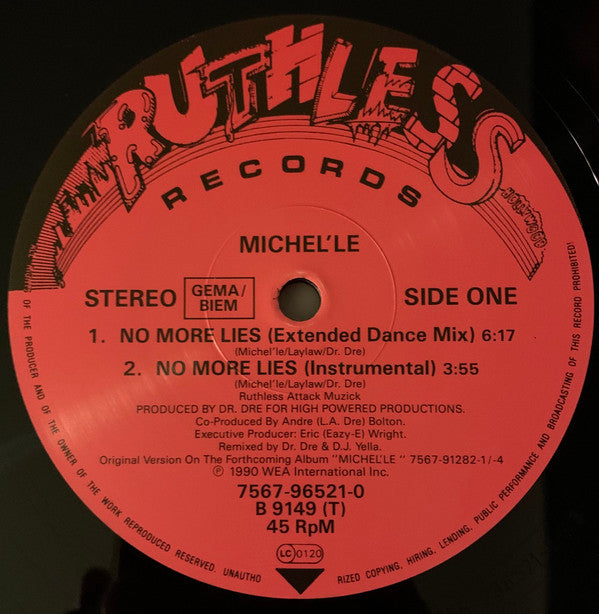 RUTHLESS
RECORDS
HOLLYWOOD
MICHEL'LE
STEREO GEMA/ BIEM SIDE ONE
1. NO MORE LIES (Extended Dance Mix) 6:17
(Michel'le/Laylaw/Dr. Dre)
2. NO MORE LIES (Instrumental) 3:55
(Michel'le/Laylaw/Dr. Dre)
Ruthless Attack Muzick
PRODUCED BY DR. DRE FOR HIGH POWERED PRODUCTIONS.
Co-Produced By Andre (L.A. Dre) Bolton.
Executive Producer: Eric (Eazy-E) Wright.
Remixed by Dr. Dre & D.J. Yella.
Original Version On The Forthcoming Album "MICHEL'LE " 7567-91282-1/-4
℗ 1990 WEA International Inc.
7567-96521-0
B 9149 (T)
45 RpM
LC 0120
OF THE PRODUCER AND OF THE OWNER OF THE WORK REPRODUCED RESERVED. UNAUTHO
RIZED COPYING, HIRING, LENDING, PUBLIC PERFORMANCE AND BROADCASTING OF THIS RECORD PROHIBITED!